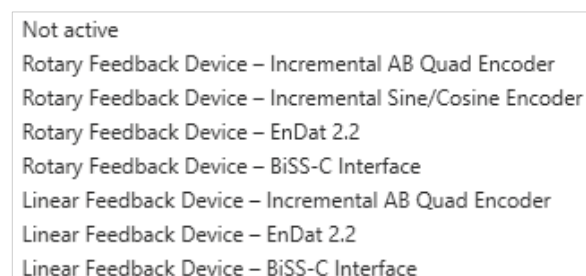 Not active
Rotary Feedback Device – Incremental AB Quad Encoder
Rotary Feedback Device – Incremental Sine/Cosine Encoder
Rotary Feedback Device – EnDat 2.2
Rotary Feedback Device – BiSS-C Interface
Linear Feedback Device – Incremental AB Quad Encoder
Linear Feedback Device – EnDat 2.2
Linear Feedback Device – BiSS-C Interface